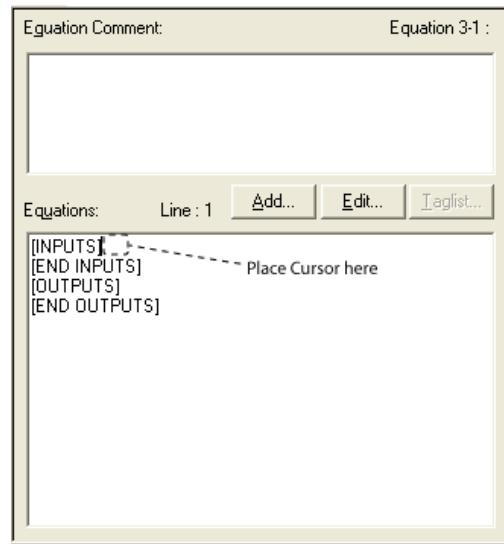 Equation Comment: Equation 3-1 :
Equations: Line : 1 Add... Edit... Taglist...
[INPUTS]
[END INPUTS] Place Cursor here
[OUTPUTS]
[END OUTPUTS]